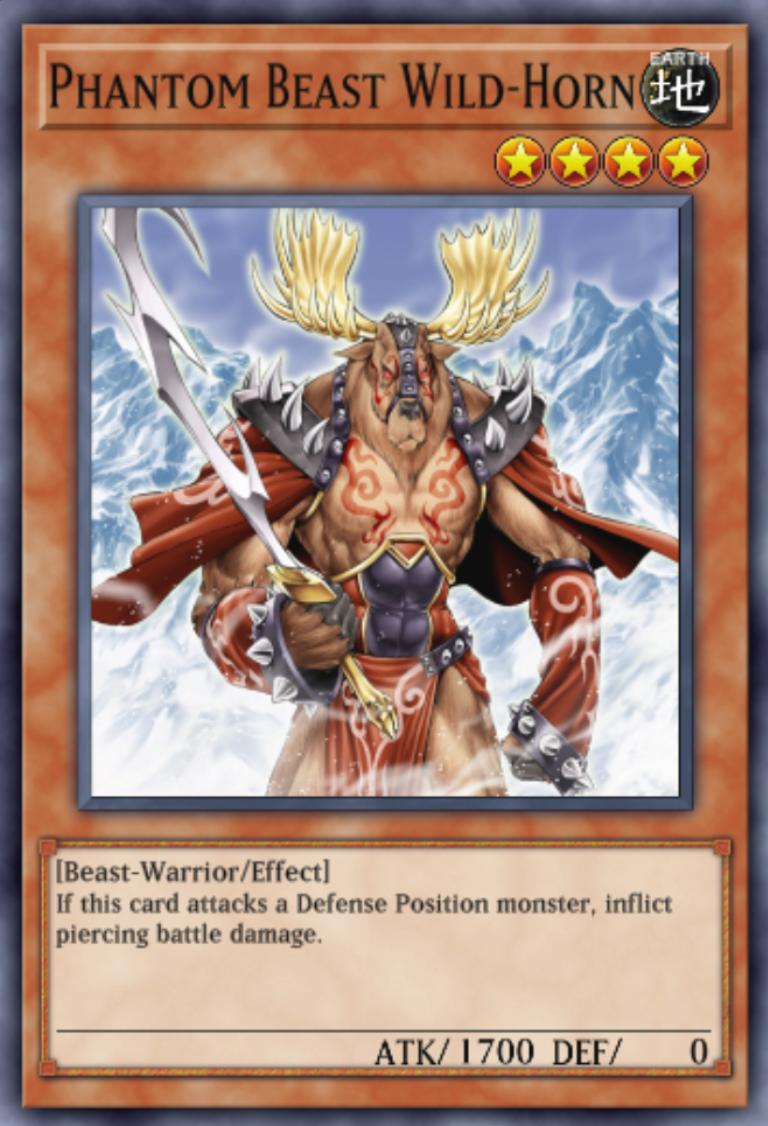 Phantom Beast Wild-Horn
EARTH
地
[Beast-Warrior/Effect]
If this card attacks a Defense Position monster, inflict
piercing battle damage.
ATK/ 1700 DEF/ 0